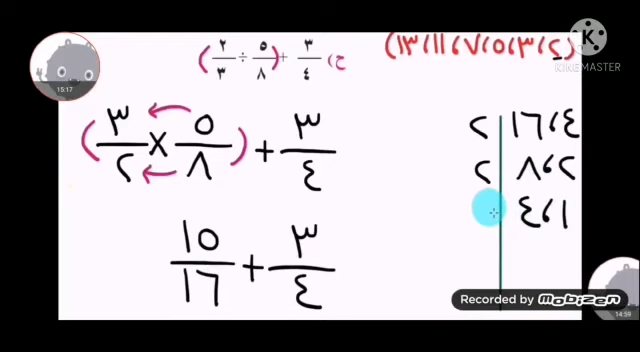 (٢،٣،٥،٧،١١،١٣)
KINEMASTER
15:17
ج) ٣/٤ + (٥/٨ ÷ ٢/٣)
٣/٤ + (٥/٨ × ٣/٢)
٣/٤ + ١٥/١٦
٤،١٦ | ٢
٢،٨ | ٢
١،٤ |
14:59
Recorded by mobizen